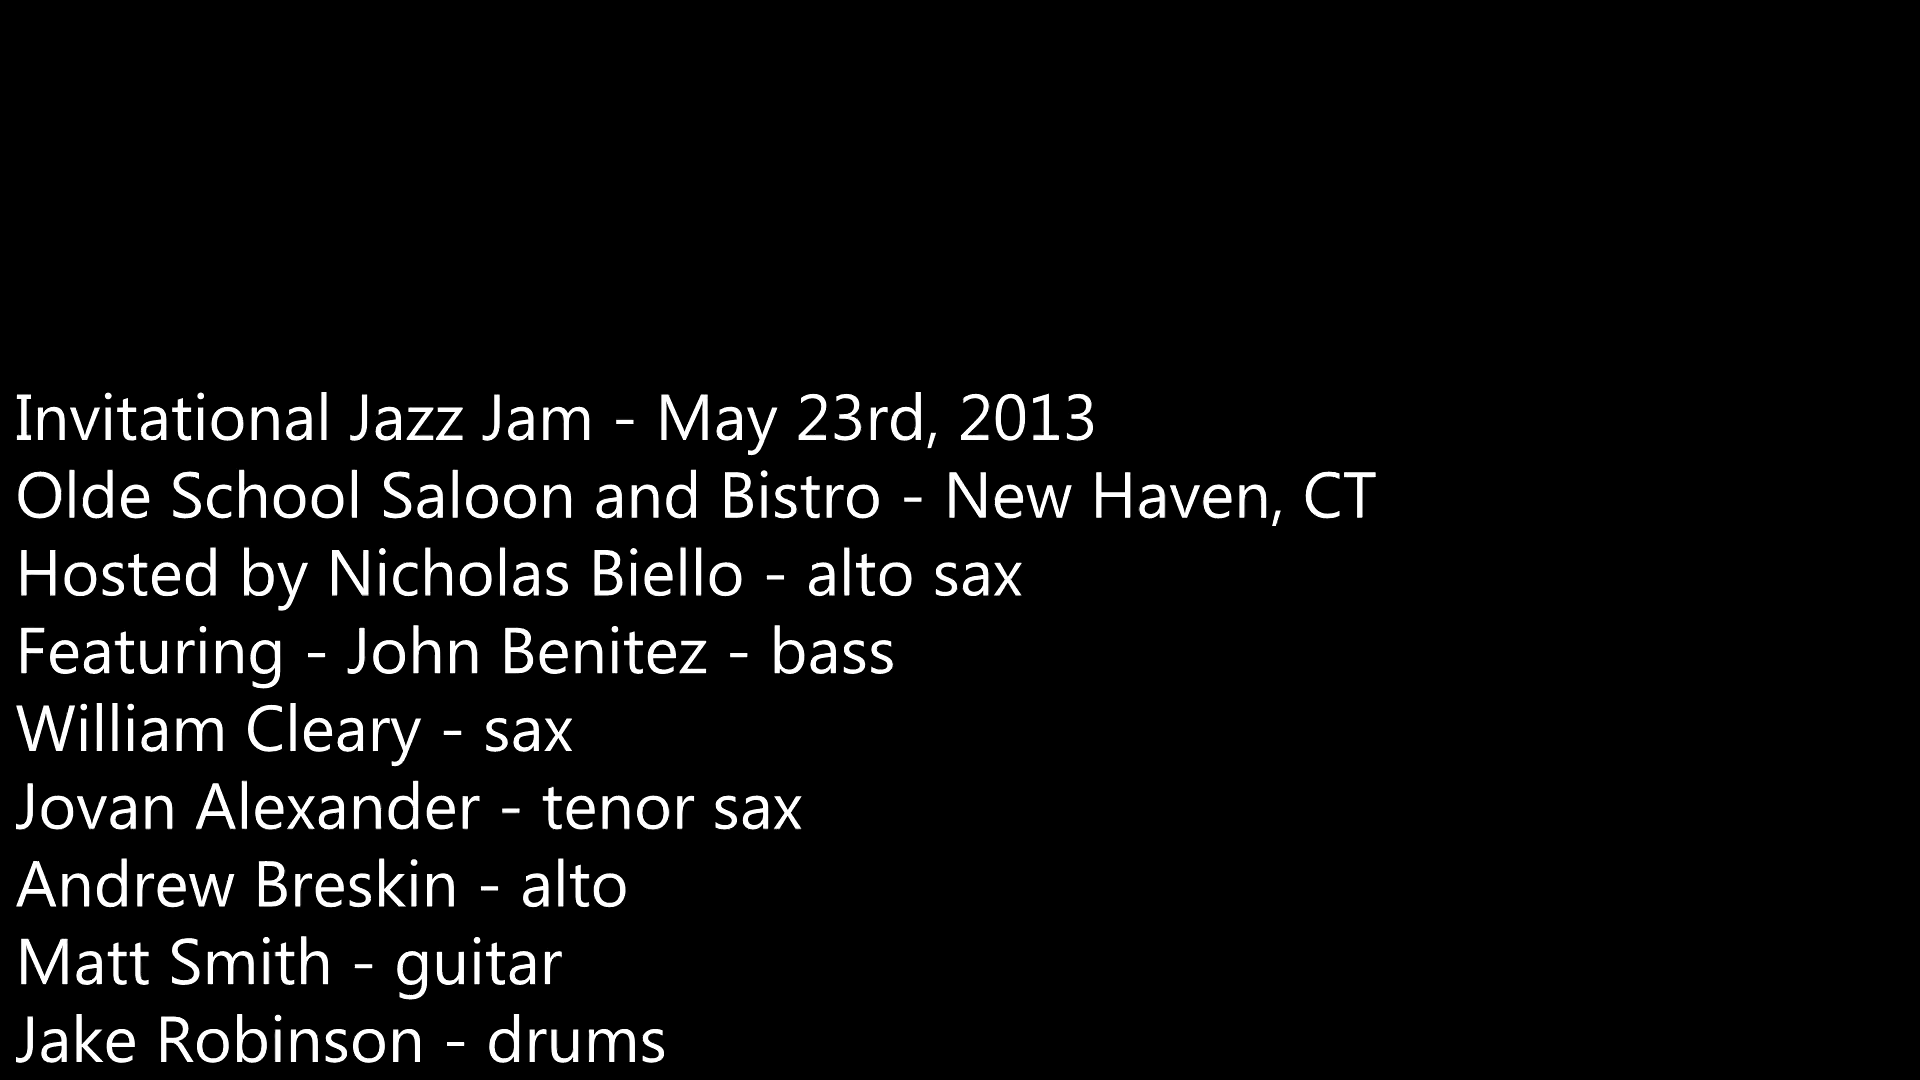 Invitational Jazz Jam - May 23rd, 2013
Olde School Saloon and Bistro - New Haven, CT
Hosted by Nicholas Biello - alto sax
Featuring - John Benitez - bass
William Cleary - sax
Jovan Alexander - tenor sax
Andrew Breskin - alto
Matt Smith - guitar
Jake Robinson - drums